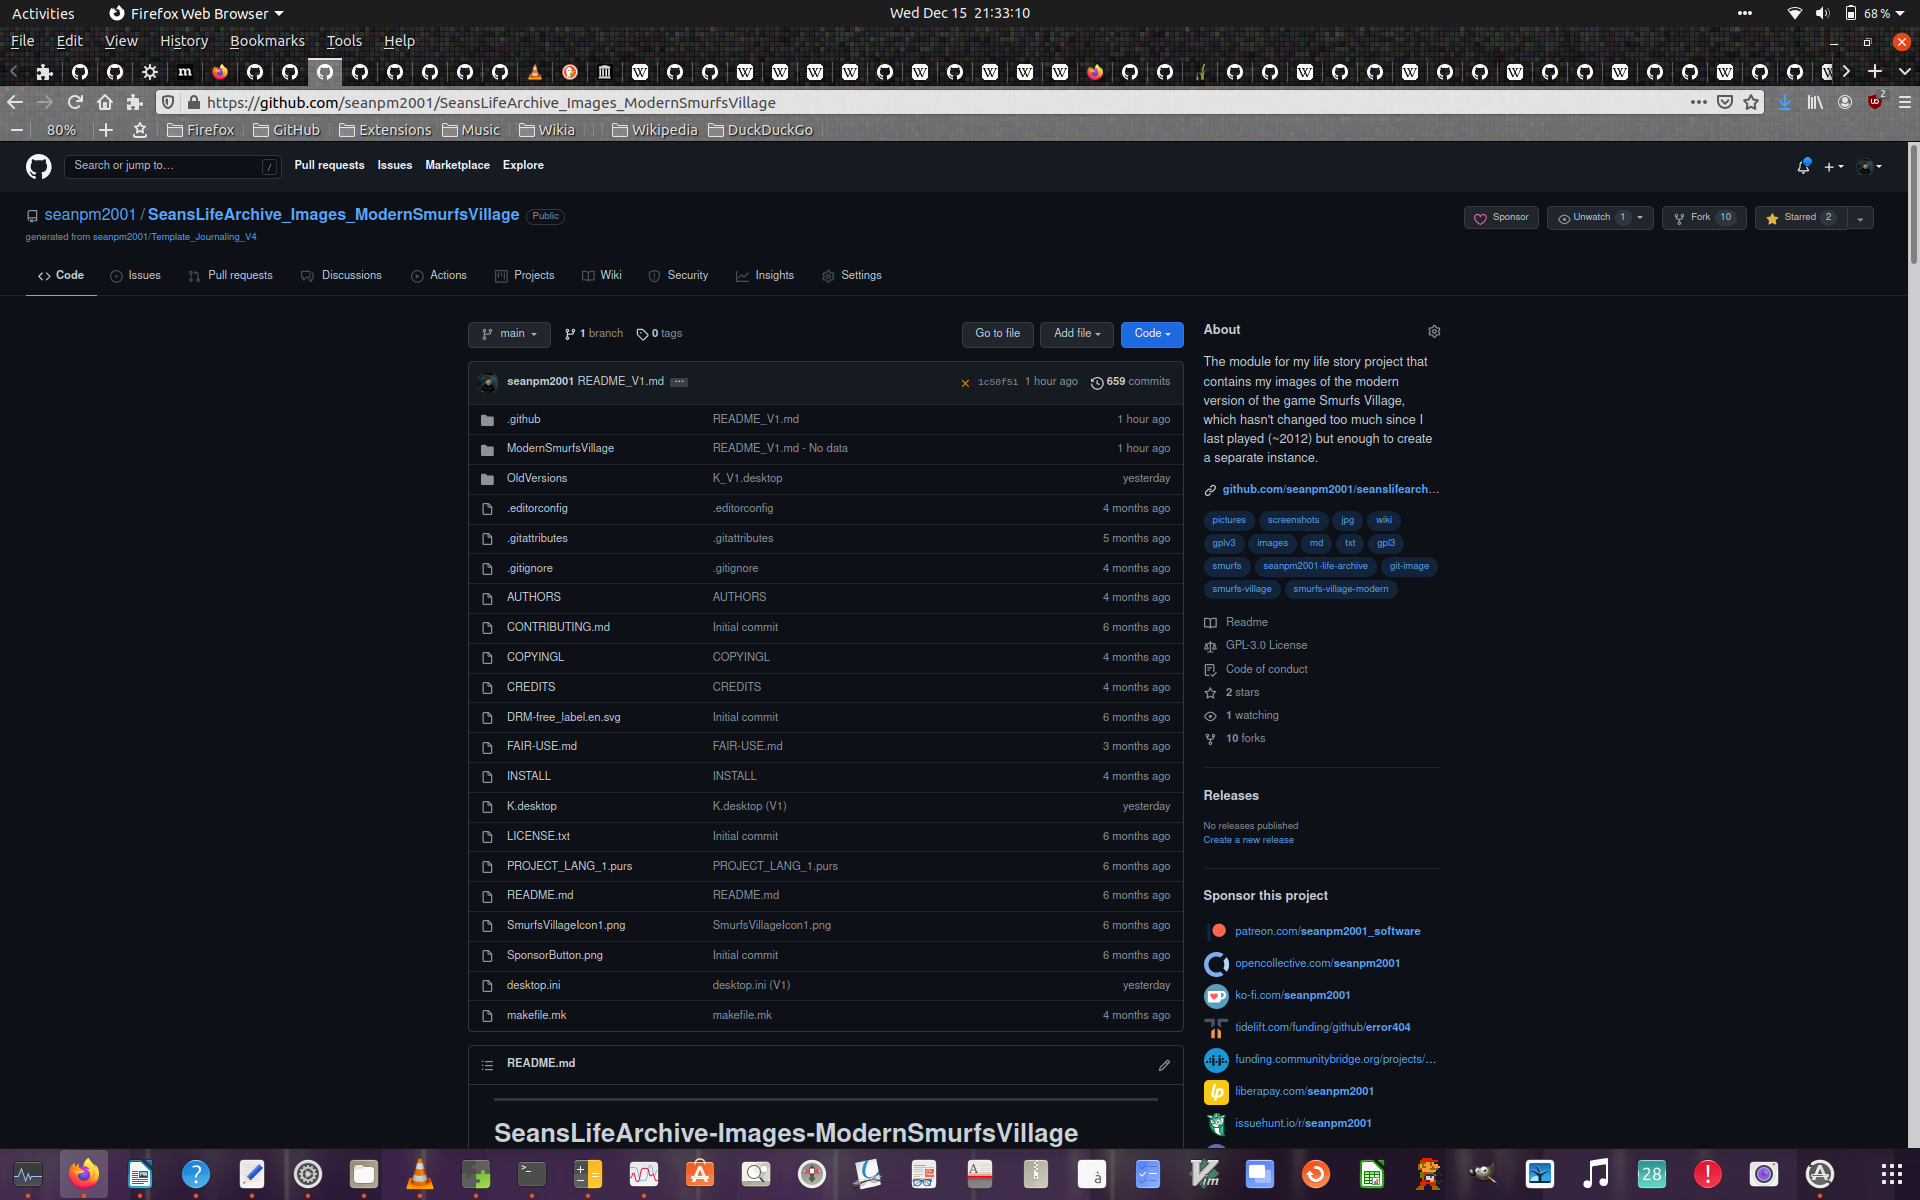 Activities Firefox Web Browser Wed Dec 15 21:33:10 68 %
File Edit View History Bookmarks Tools Help
https://github.com/seanpm2001/SeansLifeArchive_Images_ModernSmurfsVillage
80% Firefox GitHub Extensions Music Wikia Wikipedia DuckDuckGo
Search or jump to… / Pull requests Issues Marketplace Explore
seanpm2001 / SeansLifeArchive_Images_ModernSmurfsVillage Public
Sponsor Unwatch 1 Fork 10 Starred 2
generated from seanpm2001/Template_Journaling_V4
Code Issues Pull requests Discussions Actions Projects Wiki Security Insights Settings
main 1 branch 0 tags Go to file Add file Code
seanpm2001 README_V1.md 1c50f51 1 hour ago 659 commits
.github README_V1.md 1 hour ago
ModernSmurfsVillage README_V1.md - No data 1 hour ago
OldVersions K_V1.desktop yesterday
.editorconfig .editorconfig 4 months ago
.gitattributes .gitattributes 5 months ago
.gitignore .gitignore 4 months ago
AUTHORS AUTHORS 4 months ago
CONTRIBUTING.md Initial commit 6 months ago
COPYINGL COPYINGL 4 months ago
CREDITS CREDITS 4 months ago
DRM-free_label.en.svg Initial commit 6 months ago
FAIR-USE.md FAIR-USE.md 3 months ago
INSTALL INSTALL 4 months ago
K.desktop K.desktop (V1) yesterday
LICENSE.txt Initial commit 6 months ago
PROJECT_LANG_1.purs PROJECT_LANG_1.purs 6 months ago
README.md README.md 6 months ago
SmurfsVillageIcon1.png SmurfsVillageIcon1.png 6 months ago
SponsorButton.png Initial commit 6 months ago
desktop.ini desktop.ini (V1) yesterday
makefile.mk makefile.mk 4 months ago
README.md
SeansLifeArchive-Images-ModernSmurfsVillage
About
The module for my life story project that
contains my images of the modern
version of the game Smurfs Village,
which hasn't changed too much since I
last played (~2012) but enough to create
a separate instance.
github.com/seanpm2001/seanslifearch…
pictures screenshots jpg wiki
gplv3 images md txt gpl3
smurfs seanpm2001-life-archive git-image
smurfs-village smurfs-village-modern
Readme
GPL-3.0 License
Code of conduct
2 stars
1 watching
10 forks
Releases
No releases published
Create a new release
Sponsor this project
patreon.com/seanpm2001_software
opencollective.com/seanpm2001
ko-fi.com/seanpm2001
tidelift.com/funding/github/error404
funding.communitybridge.org/projects/…
liberapay.com/seanpm2001
issuehunt.io/r/seanpm2001
28